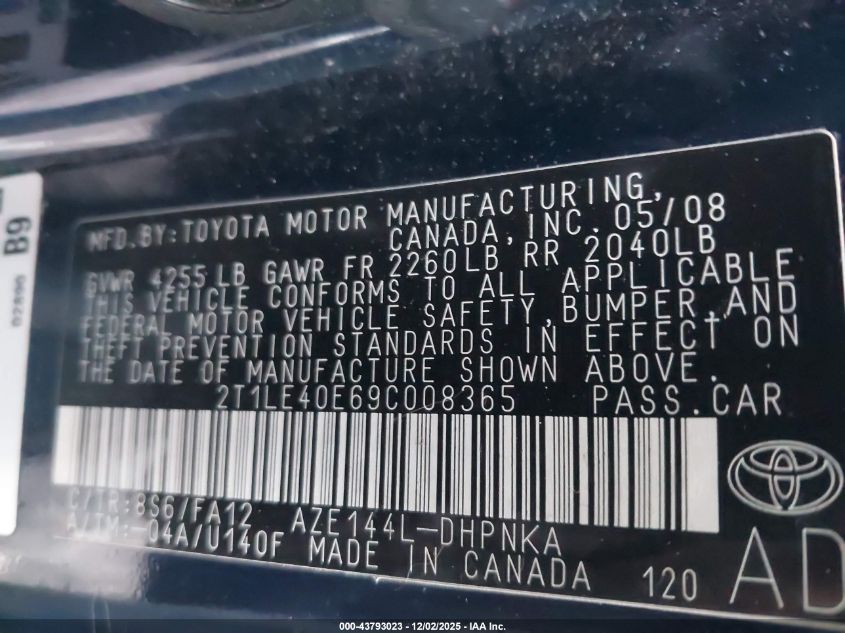 MFD.BY:TOYOTA MOTOR MANUFACTURING,
CANADA, INC. 05/08
GVWR 4255 LB GAWR FR 2260LB RR 2040LB
THIS VEHICLE CONFORMS TO ALL APPLICABLE
FEDERAL MOTOR VEHICLE SAFETY, BUMPER, AND
THEFT PREVENTION STANDARDS IN EFFECT ON
THE DATE OF MANUFACTURE SHOWN ABOVE.
2T1LE40E69C008365 PASS.CAR
C/TR:8S6/FA12 AZE144L-DHPNKA
A/TM:-04A/U140F MADE IN CANADA 120 AD
B9
02890
000-43793023 - 12/02/2025 - IAA Inc.